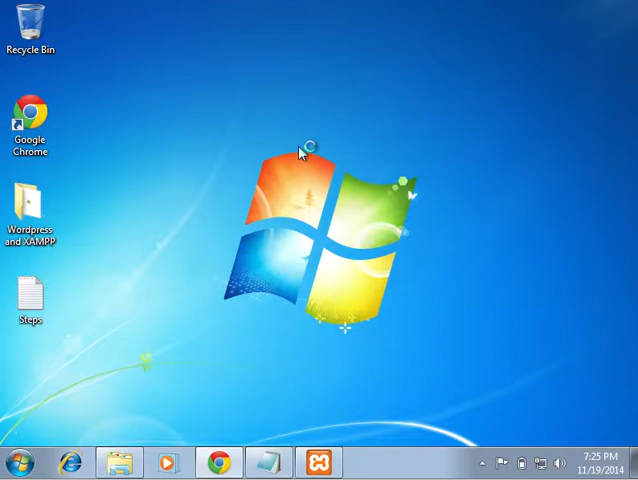 Recycle Bin
Google
Chrome
Wordpress
and XAMPP
Steps
7:25 PM
11/19/2014